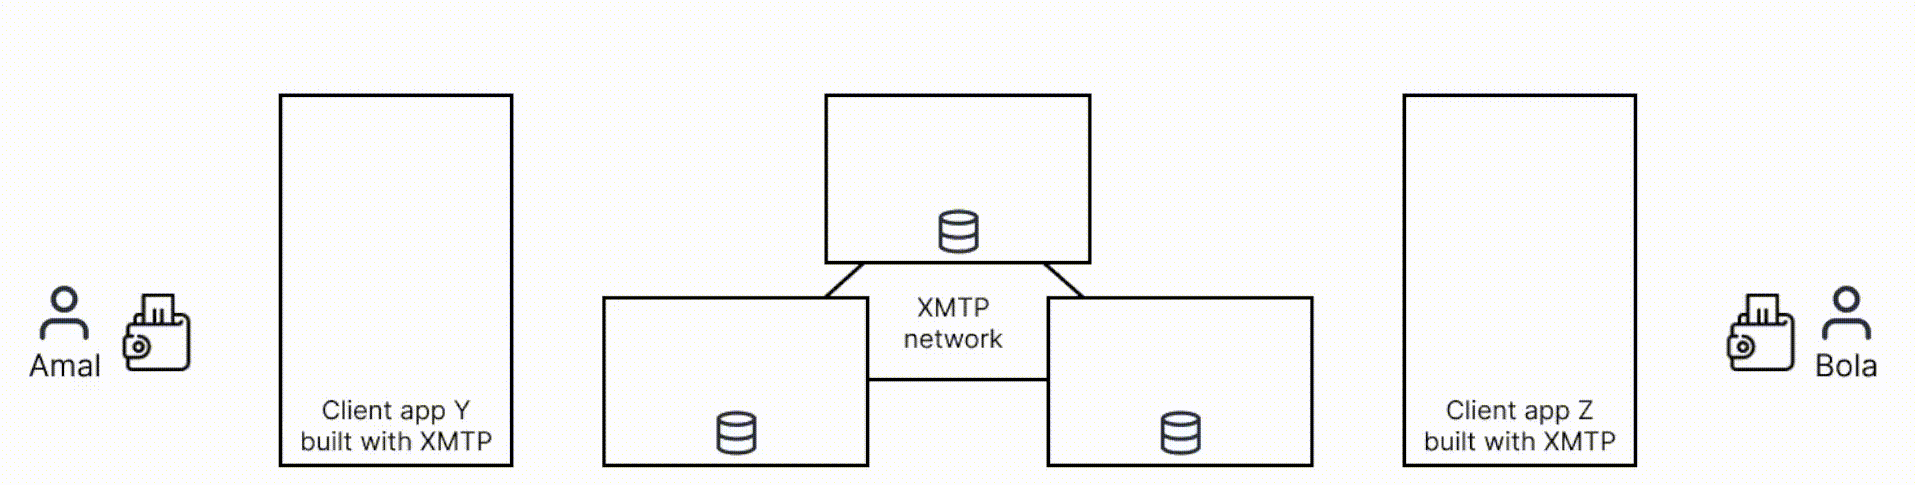 Amal
Client app Y
built with XMTP
XMTP
network
Client app Z
built with XMTP
Bola